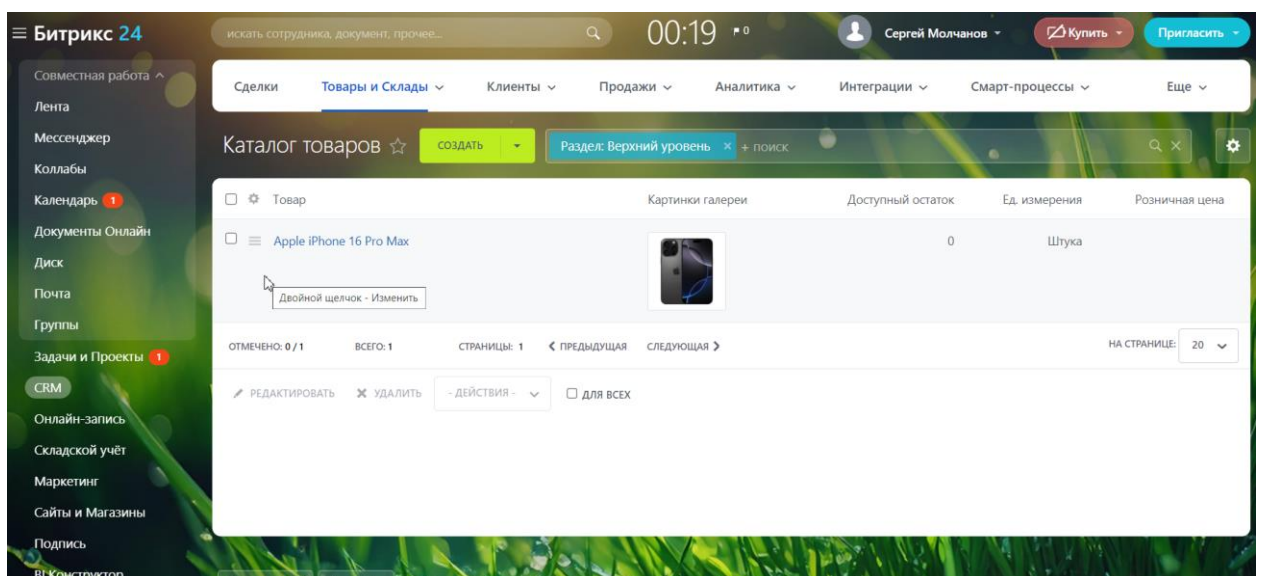 Битрикс 24
искать сотрудника, документ, прочее...
00:19
0
Сергей Молчанов
Купить
Пригласить
Совместная работа
Лента
Мессенджер
Коллабы
Календарь 1
Документы Онлайн
Диск
Почта
Группы
Задачи и Проекты 1
CRM
Онлайн-запись
Складской учёт
Маркетинг
Сайты и Магазины
Подпись
BI Конструктор
Сделки Товары и Склады Клиенты Продажи Аналитика Интеграции Смарт-процессы Еще
Каталог товаров СОЗДАТЬ Раздел: Верхний уровень × + поиск
Товар Картинки галереи Доступный остаток Ед. измерения Розничная цена
Apple iPhone 16 Pro Max 0 Штука
Двойной щелчок - Изменить
ОТМЕЧЕНО: 0 / 1 ВСЕГО: 1 СТРАНИЦЫ: 1 ПРЕДЫДУЩАЯ СЛЕДУЮЩАЯ НА СТРАНИЦЕ: 20
РЕДАКТИРОВАТЬ УДАЛИТЬ - ДЕЙСТВИЯ - ДЛЯ ВСЕХ